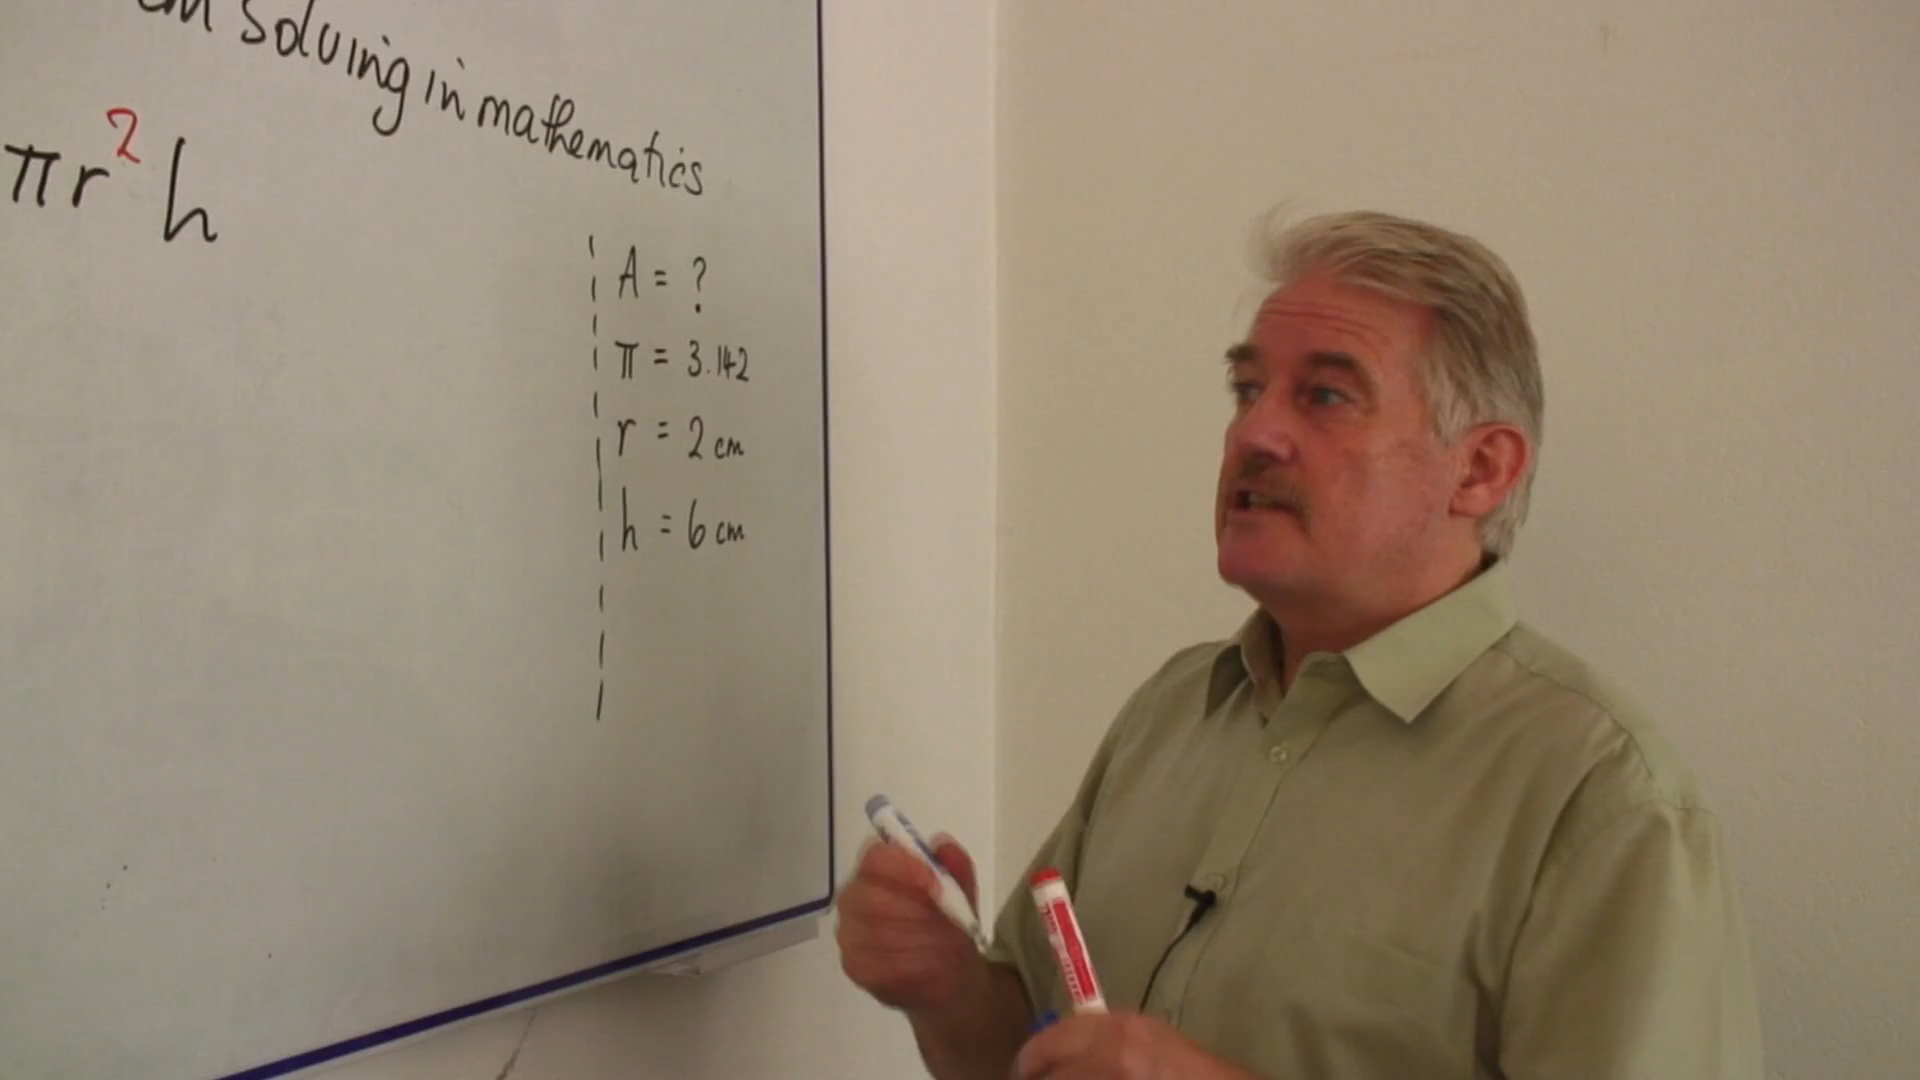 solving in mathematics
πr²h
A = ?
π = 3.142
r = 2 cm
h = 6 cm